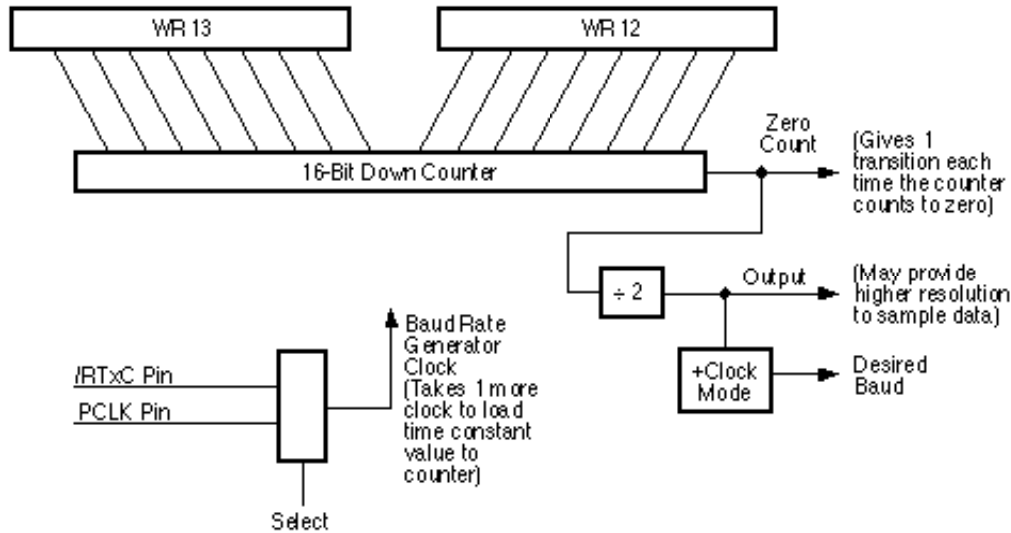 WR 13
WR 12
16-Bit Down Counter
Zero
Count
(Gives 1
transition each
time the counter
counts to zero)
÷ 2
Output
(May provide
higher resolution
to sample data)
+Clock
Mode
Desired
Baud
Baud Rate
Generator
Clock
(Takes 1 more
clock to load
time constant
value to
counter)
/RTxC Pin
PCLK Pin
Select